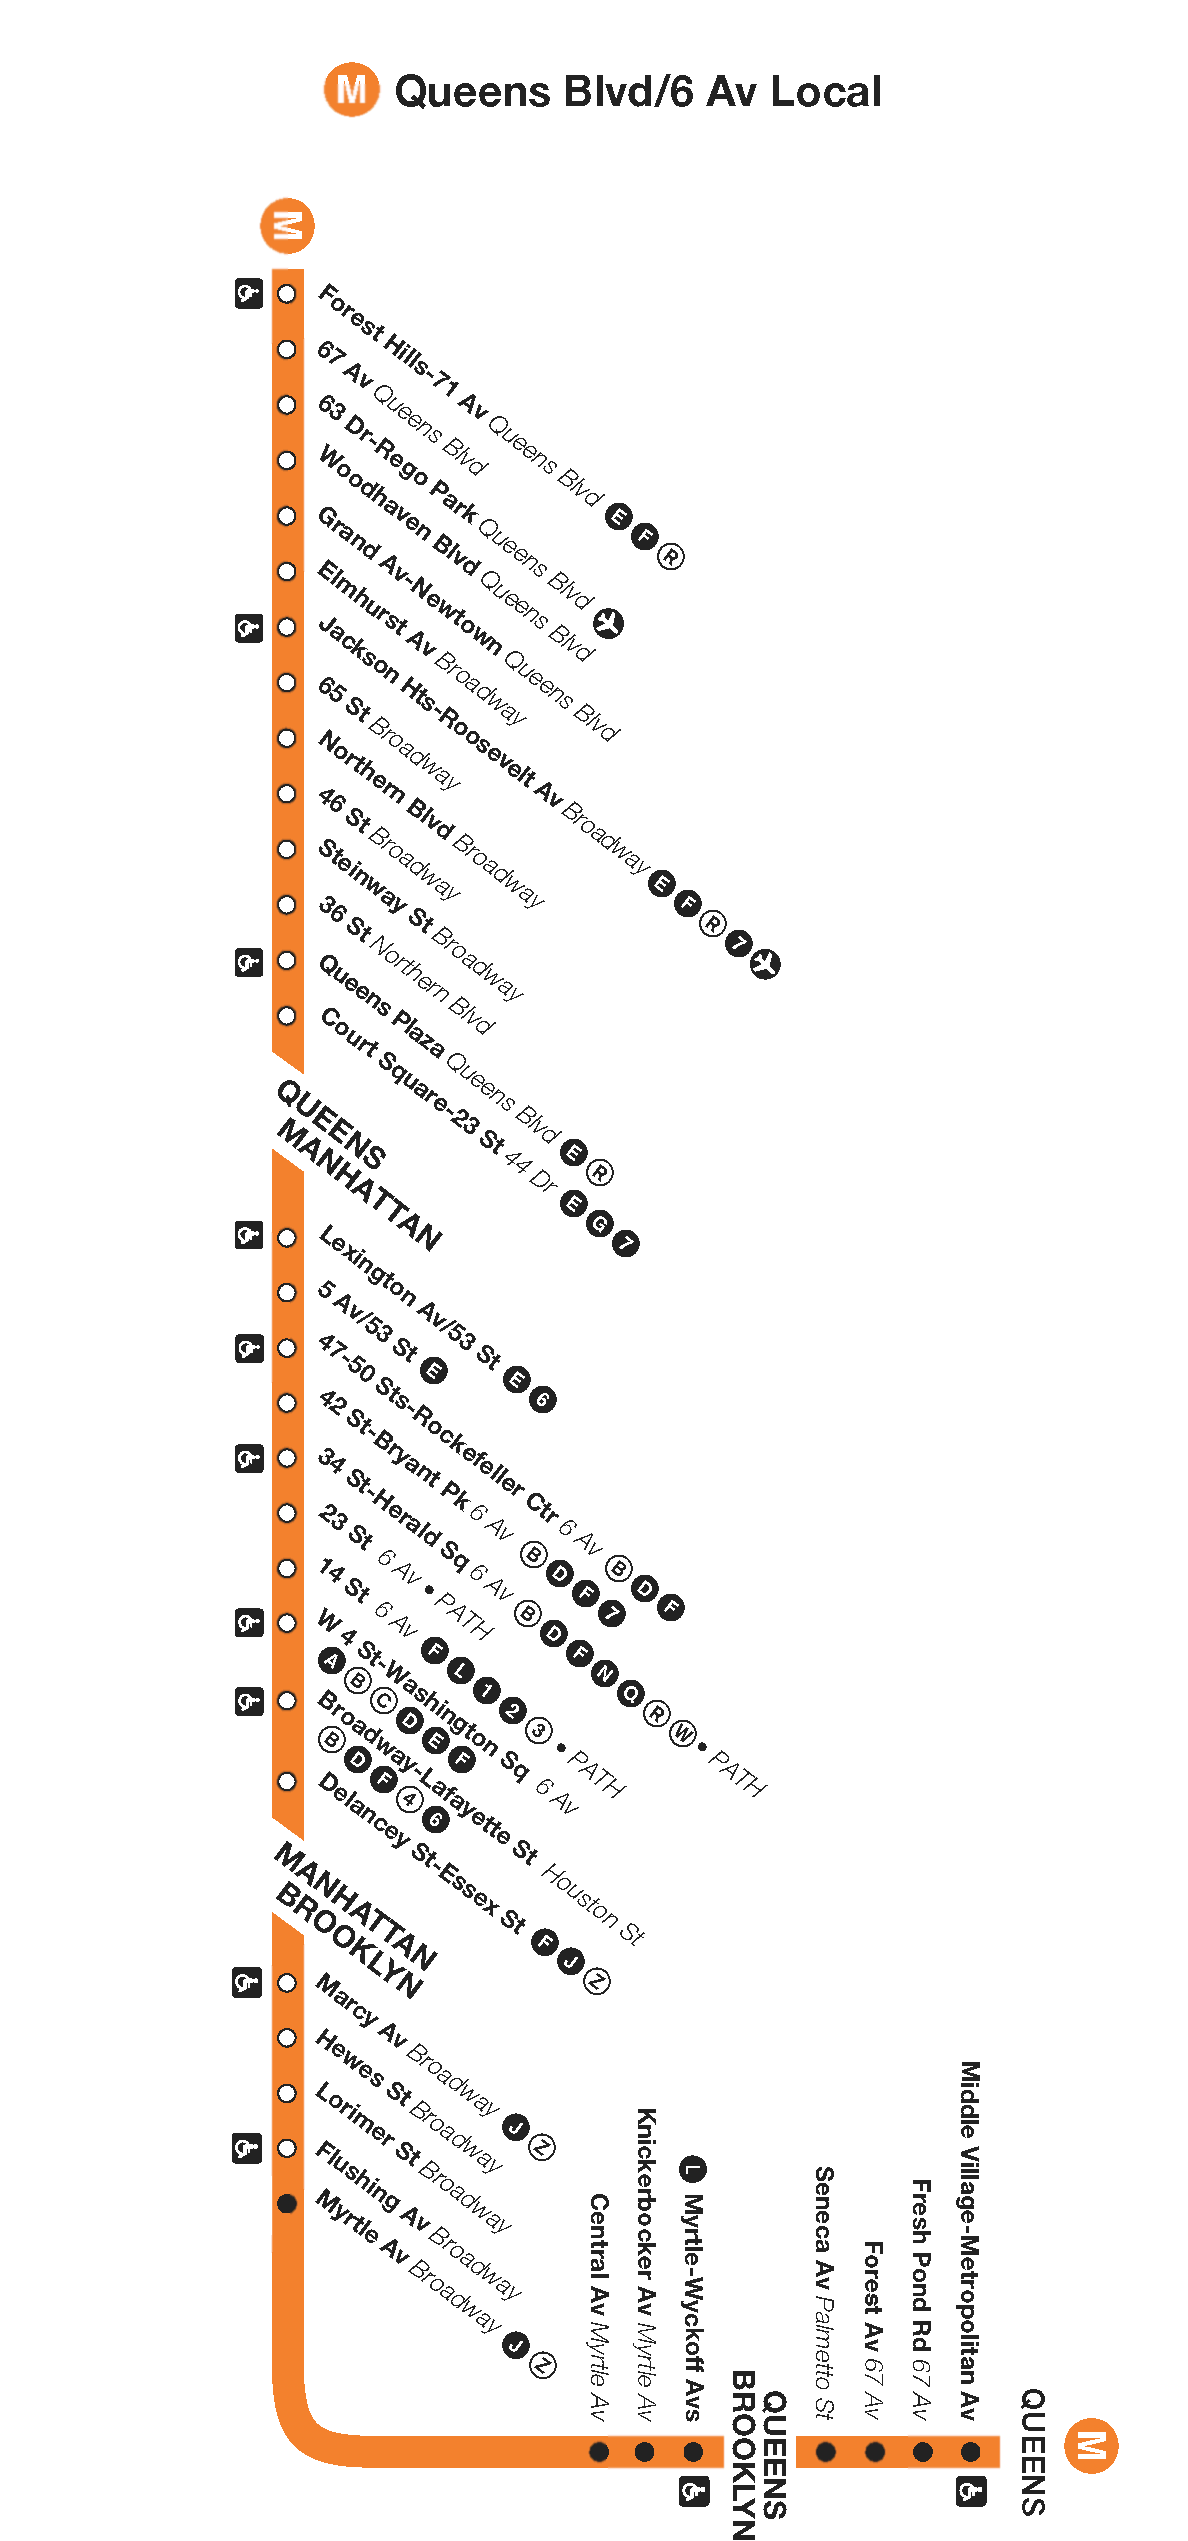 M Queens Blvd/6 Av Local
M
Forest Hills-71 Av Queens Blvd E F R
67 Av Queens Blvd
63 Dr-Rego Park Queens Blvd
Woodhaven Blvd Queens Blvd
Grand Av-Newtown Queens Blvd
Elmhurst Av Broadway
Jackson Hts-Roosevelt Av Broadway E F R 7
65 St Broadway
Northern Blvd Broadway
46 St Broadway
Steinway St Broadway
36 St Northern Blvd
Queens Plaza Queens Blvd E R
Court Square-23 St 44 Dr E G 7
QUEENS
MANHATTAN
Lexington Av/53 St E 6
5 Av/53 St E
47-50 Sts-Rockefeller Ctr 6 Av B D F
42 St-Bryant Pk 6 Av B D F 7
34 St-Herald Sq 6 Av B D F N Q R W • PATH
23 St 6 Av • PATH
14 St 6 Av F L 1 2 3 • PATH
W 4 St-Washington Sq 6 Av
A B C D E F
Broadway-Lafayette St Houston St
B D F 4 6
Delancey St-Essex St F J Z
MANHATTAN
BROOKLYN
Marcy Av Broadway J Z
Hewes St Broadway
Lorimer St Broadway
Flushing Av Broadway
Myrtle Av Broadway J Z
Central Av Myrtle Av
Knickerbocker Av Myrtle Av
L Myrtle-Wyckoff Avs
BROOKLYN
QUEENS
Seneca Av Palmetto St
Forest Av 67 Av
Fresh Pond Rd 67 Av
Middle Village-Metropolitan Av
QUEENS
M